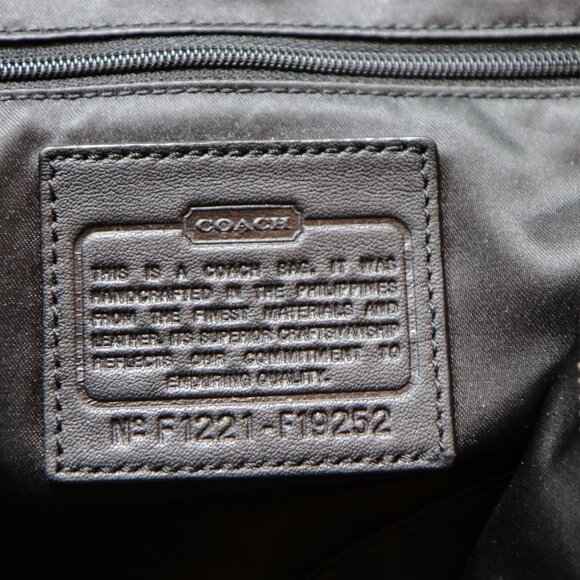 COACH
THIS IS A COACH BAG. IT WAS
HANDCRAFTED IN THE PHILIPPINES
FROM THE FINEST MATERIALS AND
LEATHER. ITS SUPERIOR CRAFTSMANSHIP
REFLECTS OUR COMMITMENT TO
ENDURING QUALITY.
Nº F1221-F19252